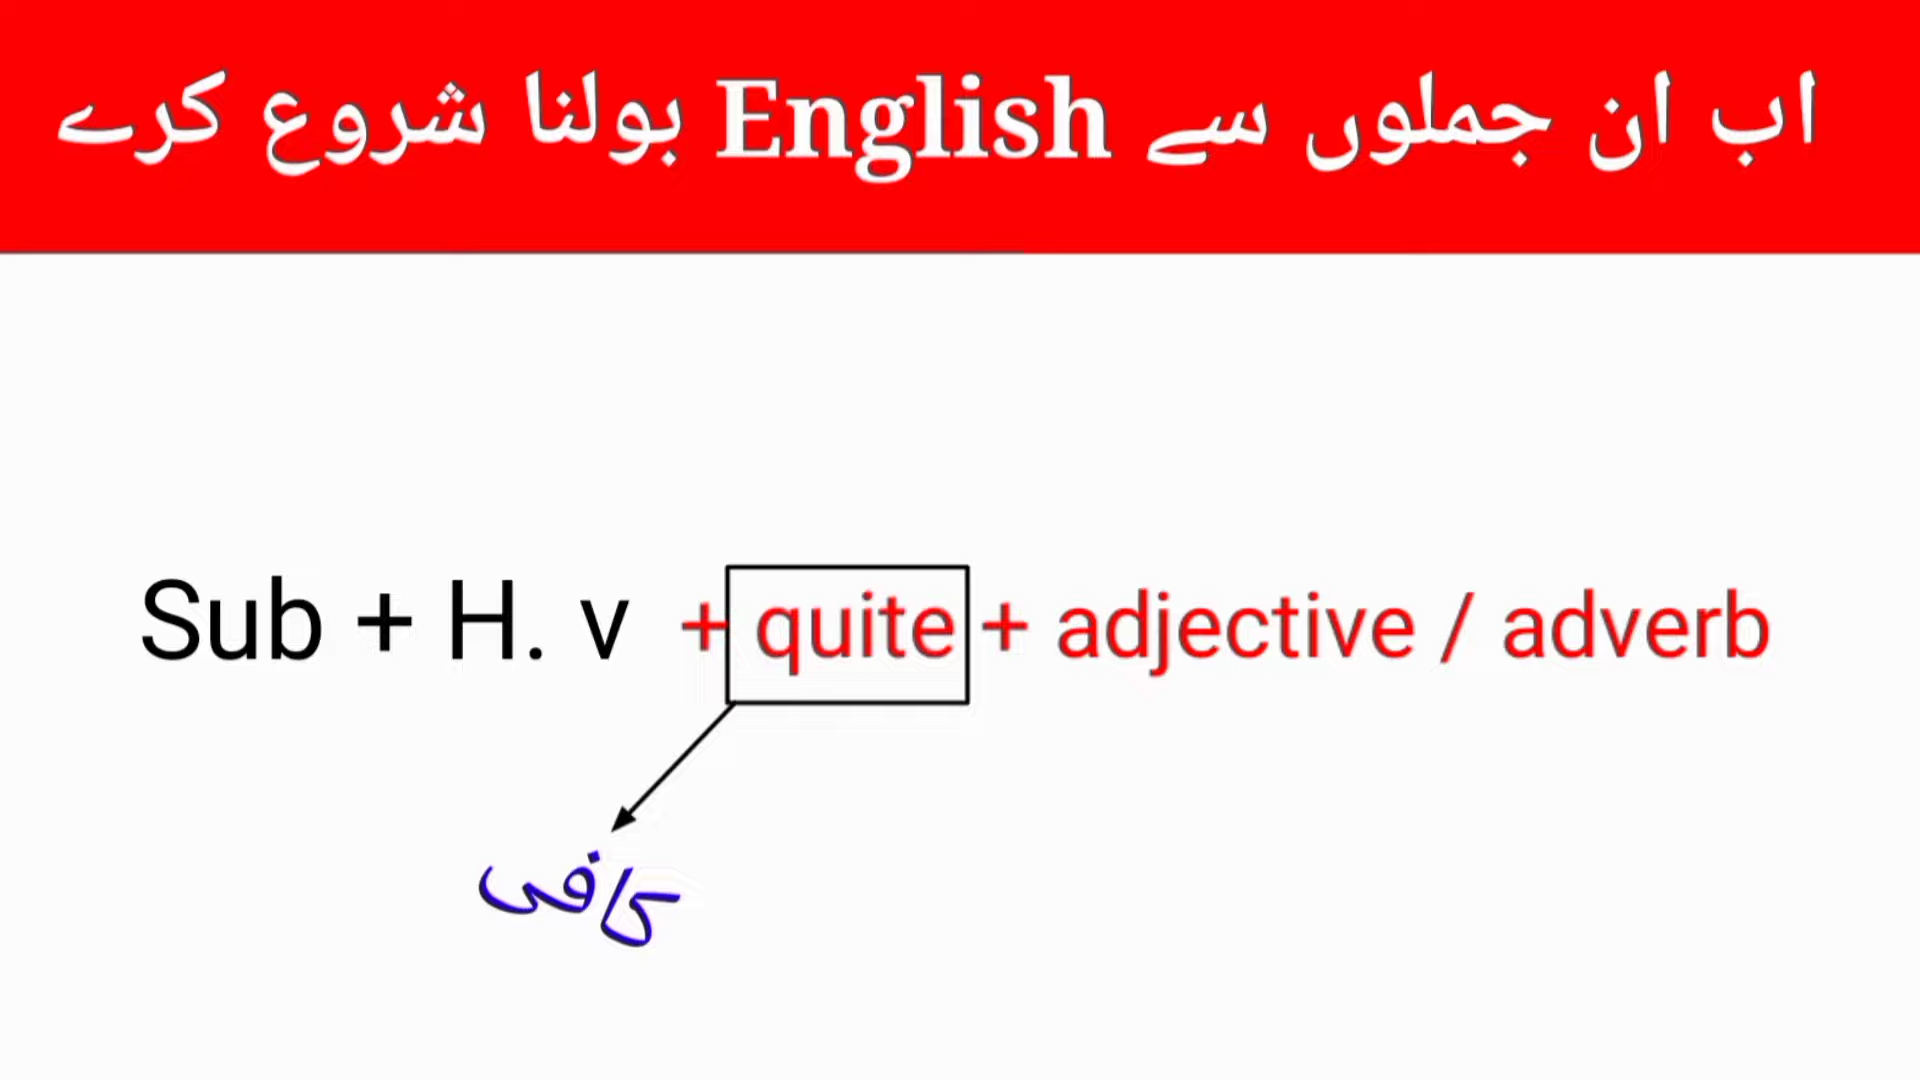 اب ان جملوں سے English بولنا شروع کرے
Sub + H. v + quite + adjective / adverb
کافی